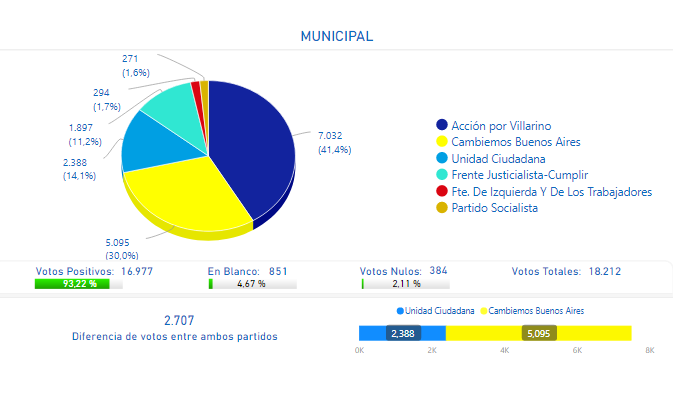 MUNICIPAL
271
(1,6%)
294
(1,7%)
1.897
(11,2%)
2.388
(14,1%)
7.032
(41,4%)
5.095
(30,0%)
Acción por Villarino
Cambiemos Buenos Aires
Unidad Ciudadana
Frente Justicialista-Cumplir
Fte. De Izquierda Y De Los Trabajadores
Partido Socialista
Votos Positivos: 16.977
93,22 %
En Blanco: 851
4,67 %
Votos Nulos: 384
2,11 %
Votos Totales: 18.212
2.707
Diferencia de votos entre ambos partidos
Unidad Ciudadana Cambiemos Buenos Aires
2,388 5,095
0K 2K 4K 6K 8K